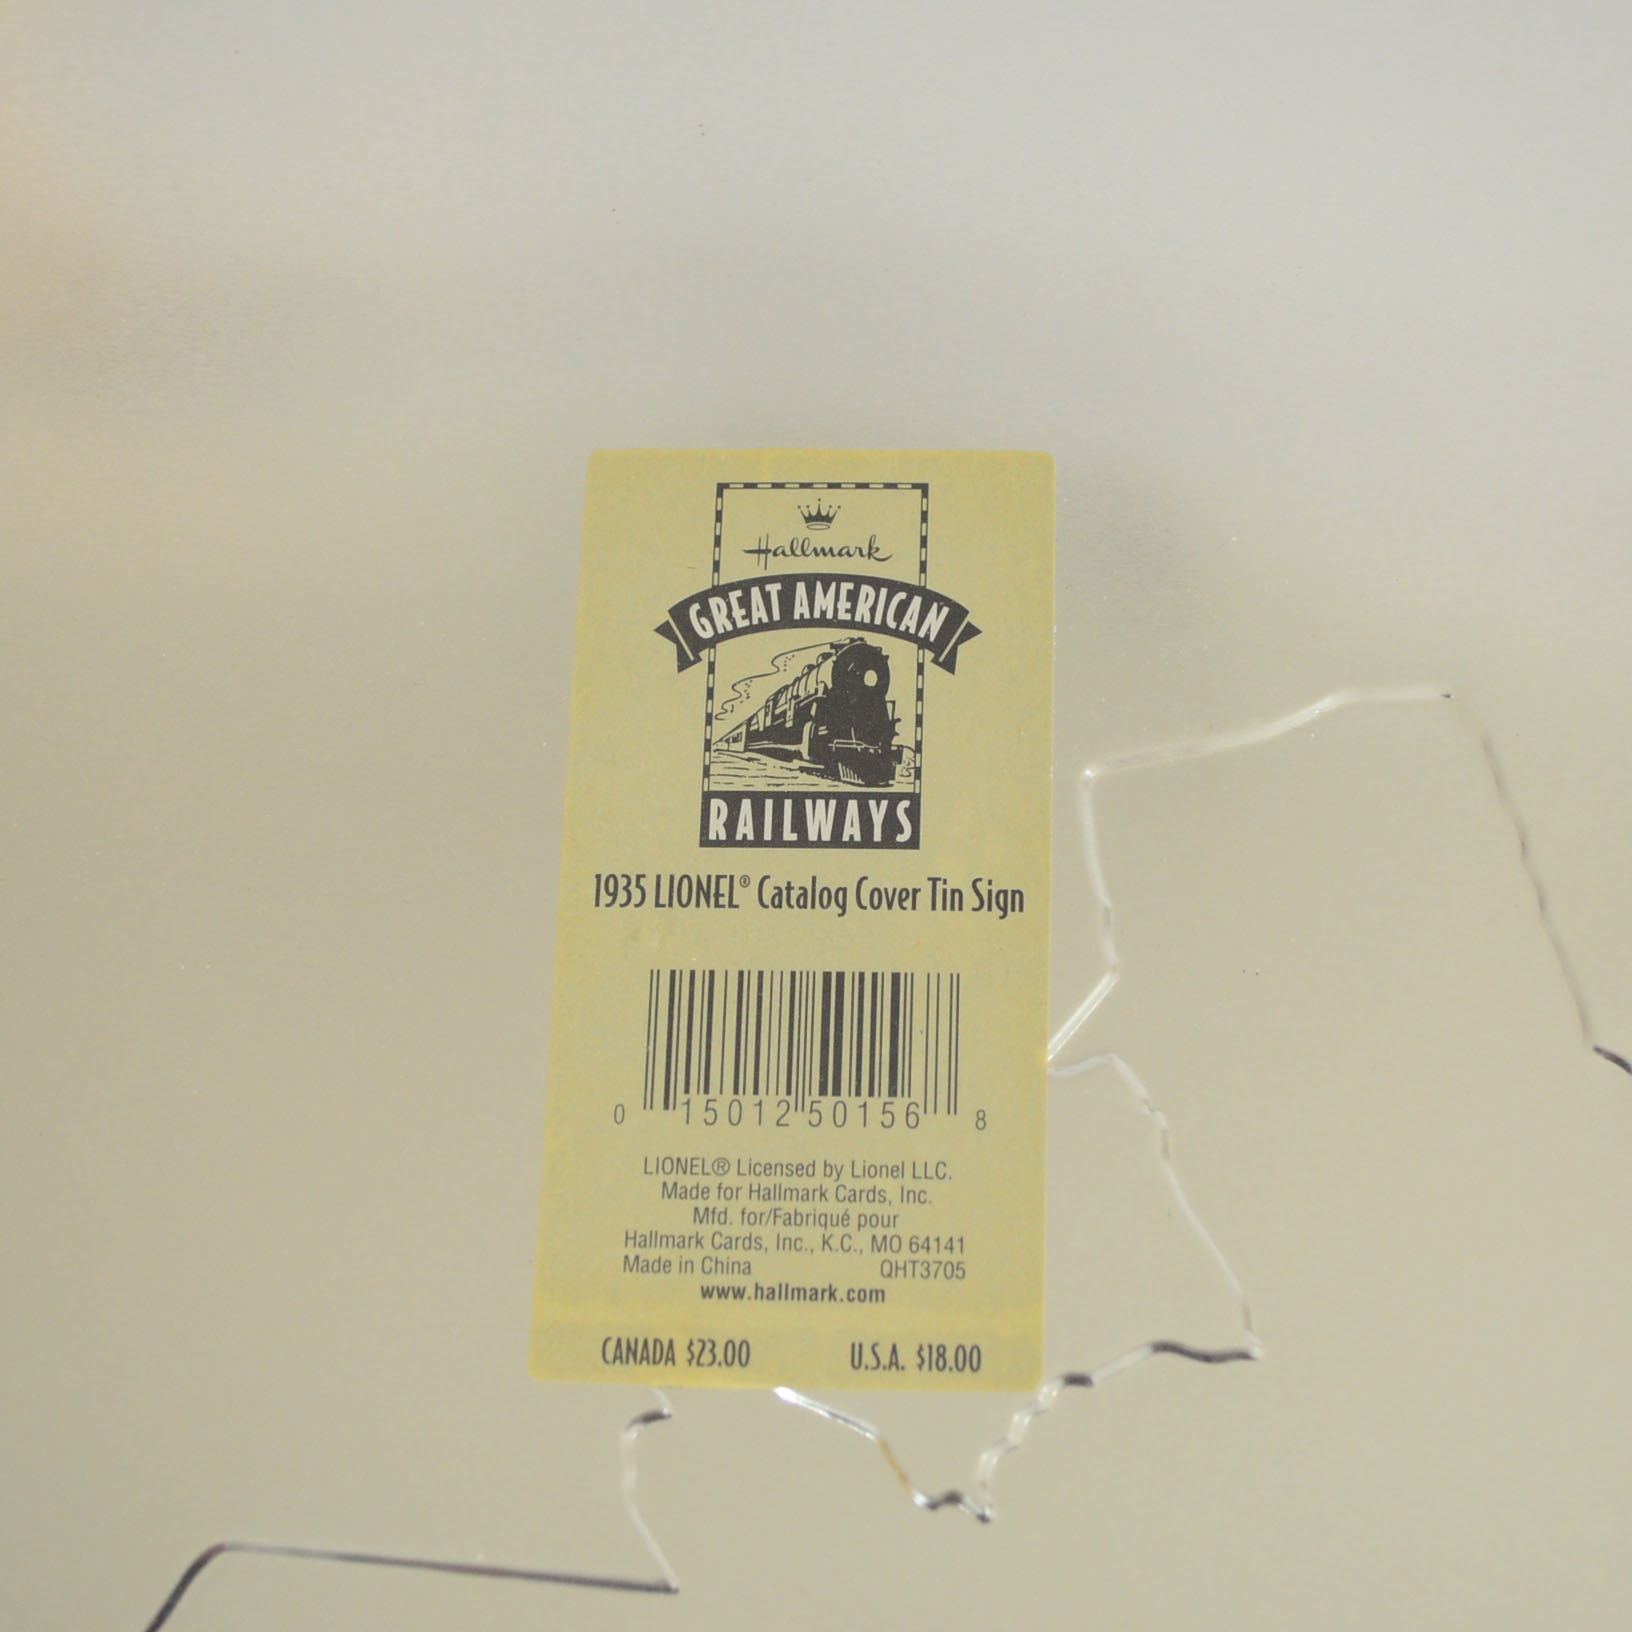 Hallmark
GREAT AMERICAN
RAILWAYS
1935 LIONEL® Catalog Cover Tin Sign
0 15012 50156 8
LIONEL® Licensed by Lionel LLC.
Made for Hallmark Cards, Inc.
Mfd. for/Fabriqué pour
Hallmark Cards, Inc., K.C., MO 64141
Made in China QHT3705
www.hallmark.com
CANADA $23.00 U.S.A. $18.00